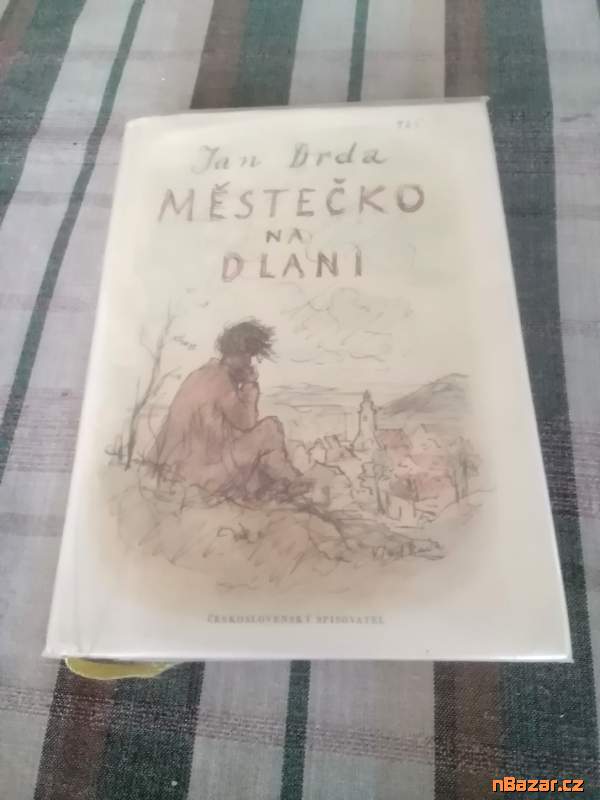 Jan Drda
MĚSTEČKO
NA
DLANI
ČESKOSLOVENSKÝ SPISOVATEL
nBazar.cz